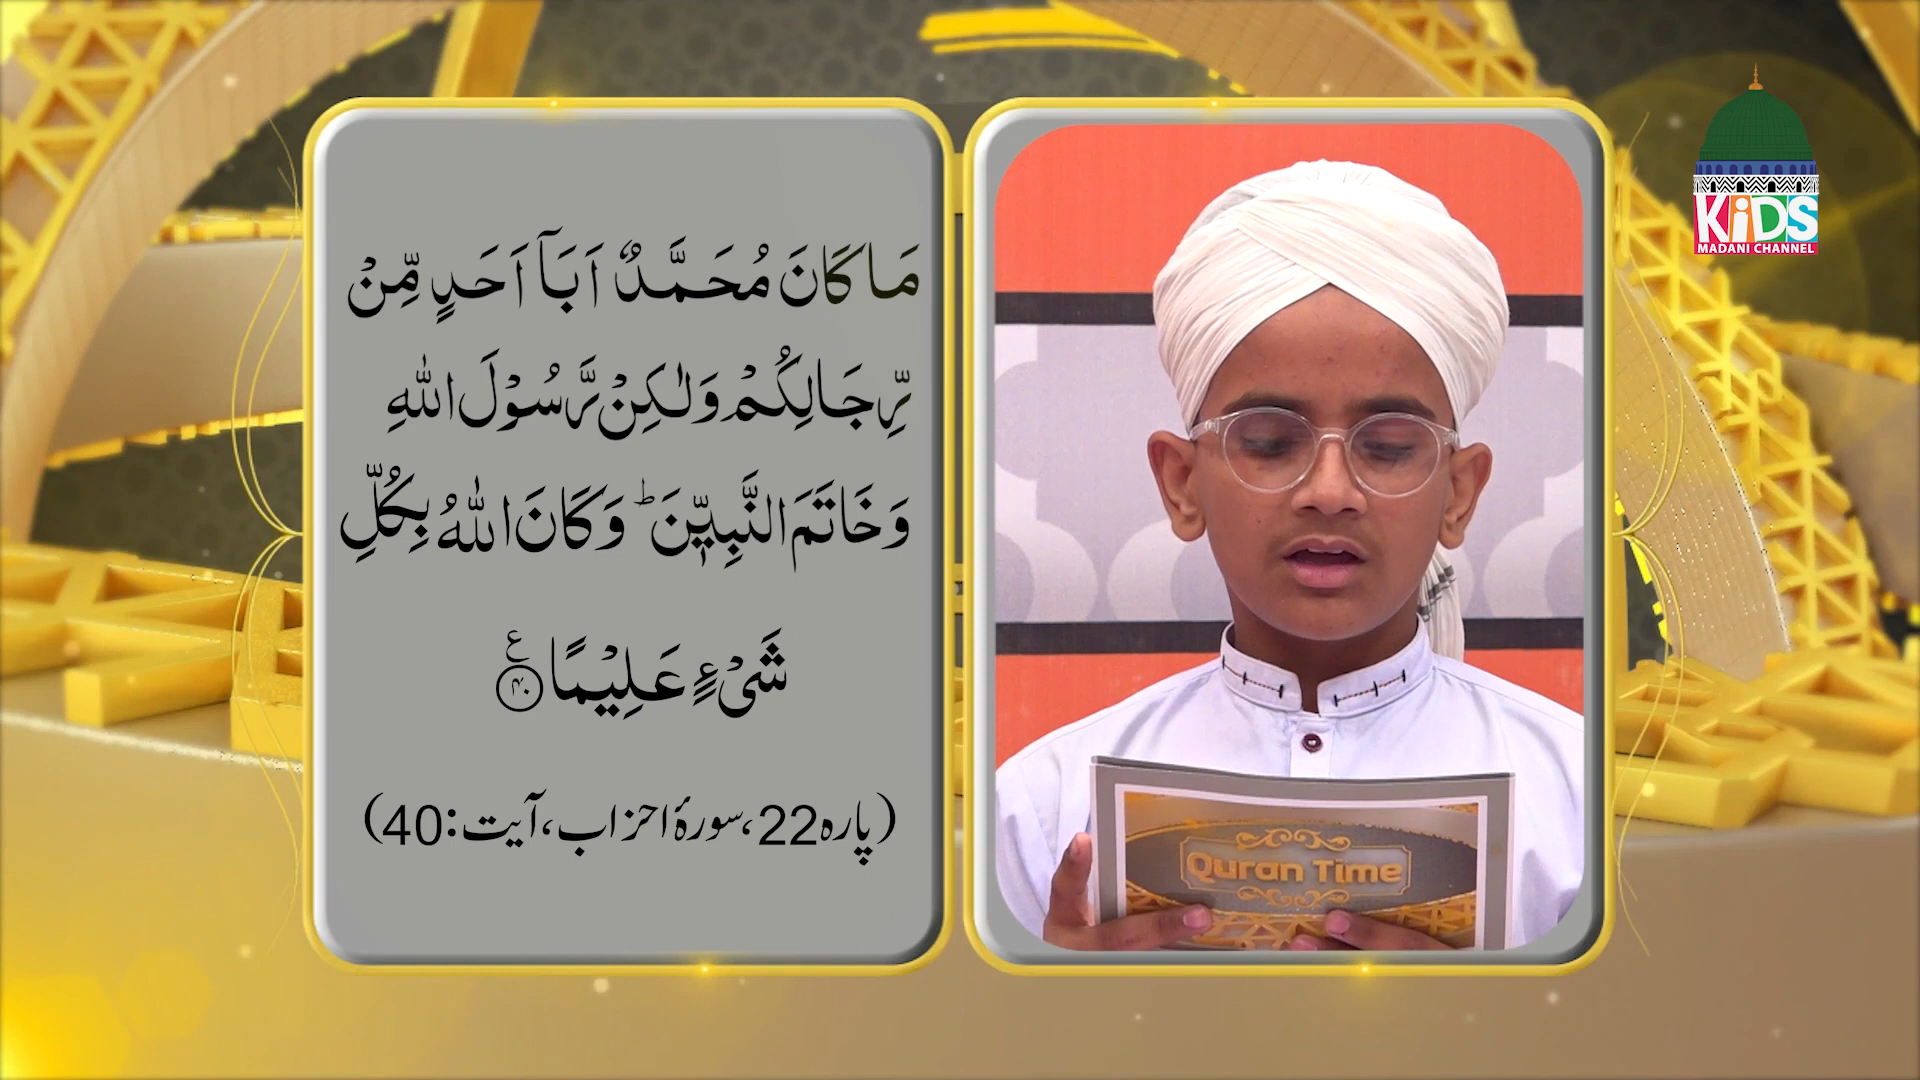 مَا كَانَ مُحَمَّدٌ اَبَاۤ اَحَدٍ مِّنْ
رِّجَالِكُمْ وَلٰكِنْ رَّسُوْلَ اللّٰهِ
وَخَاتَمَ النَّبِيّٖنَ ؕ وَكَانَ اللّٰهُ بِكُلِّ
شَیْءٍ عَلِيْمًا ﴿۴۰﴾ ع
(پارہ 22، سورۂ احزاب، آیت: 40)
KiDS
MADANI CHANNEL
Quran Time